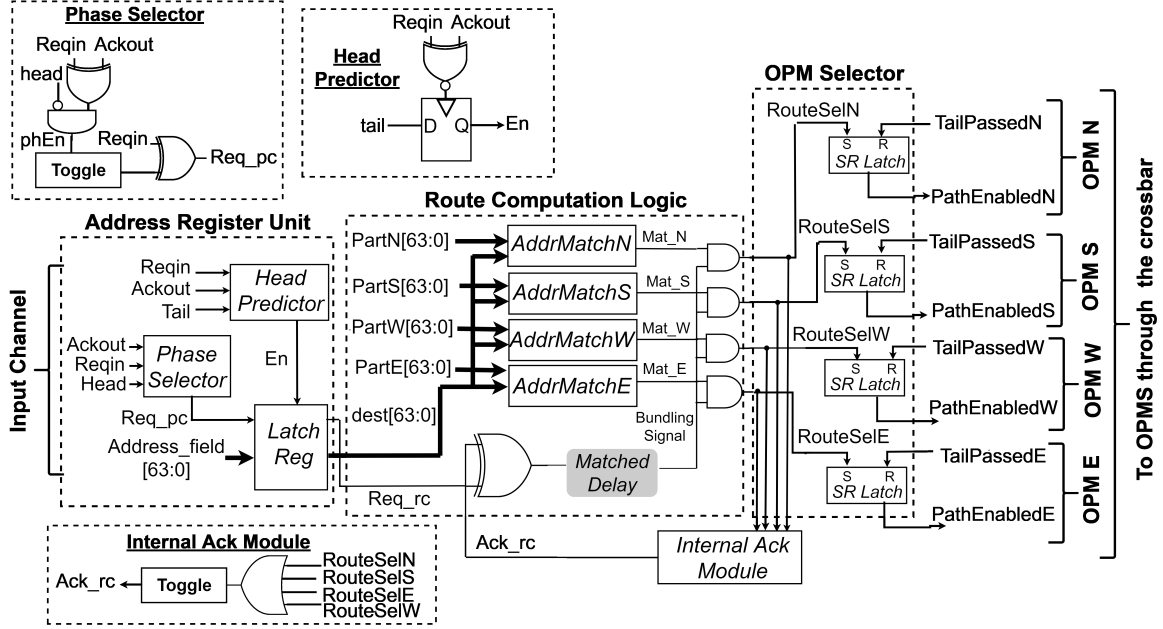 Phase Selector
Reqin Ackout
head
phEn
Reqin
Toggle
Req_pc
Reqin Ackout
Head
Predictor
tail
D Q
En
OPM Selector
RouteSelN
TailPassedN
S R
SR Latch
PathEnabledN
OPM N
RouteSelS
TailPassedS
S R
SR Latch
PathEnabledS
OPM S
RouteSelW
TailPassedW
S R
SR Latch
PathEnabledW
OPM W
RouteSelE
TailPassedE
S R
SR Latch
PathEnabledE
OPM E
To OPMS through the crossbar
Address Register Unit
Input Channel
Reqin
Ackout
Tail
Head
Predictor
En
Ackout
Reqin
Head
Phase
Selector
Req_pc
Address_field
[63:0]
Latch
Reg
Route Computation Logic
PartN[63:0]
AddrMatchN
Mat_N
PartS[63:0]
AddrMatchS
Mat_S
PartW[63:0]
AddrMatchW
Mat_W
PartE[63:0]
AddrMatchE
Mat_E
dest[63:0]
Bundling
Signal
Matched
Delay
Req_rc
Ack_rc
Internal Ack
Module
Internal Ack Module
Ack_rc
Toggle
RouteSelN
RouteSelS
RouteSelE
RouteSelW